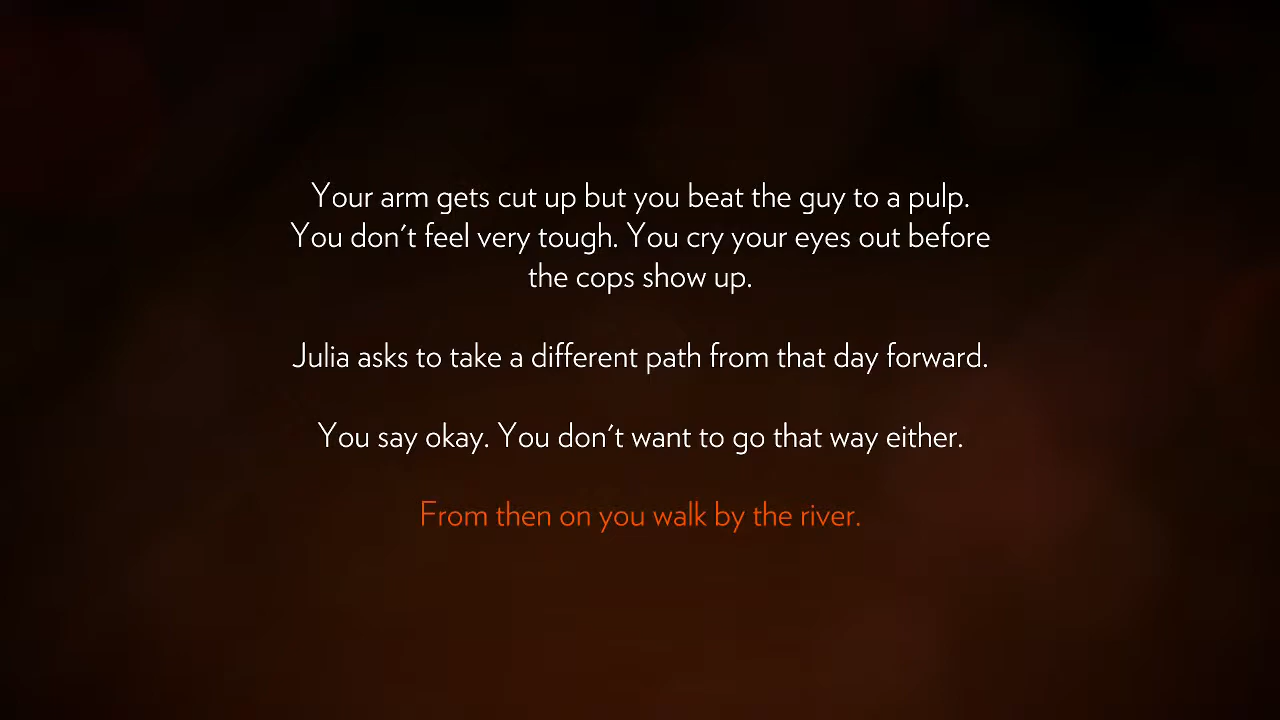 Your arm gets cut up but you beat the guy to a pulp.
You don't feel very tough. You cry your eyes out before
the cops show up.
Julia asks to take a different path from that day forward.
You say okay. You don't want to go that way either.
From then on you walk by the river.